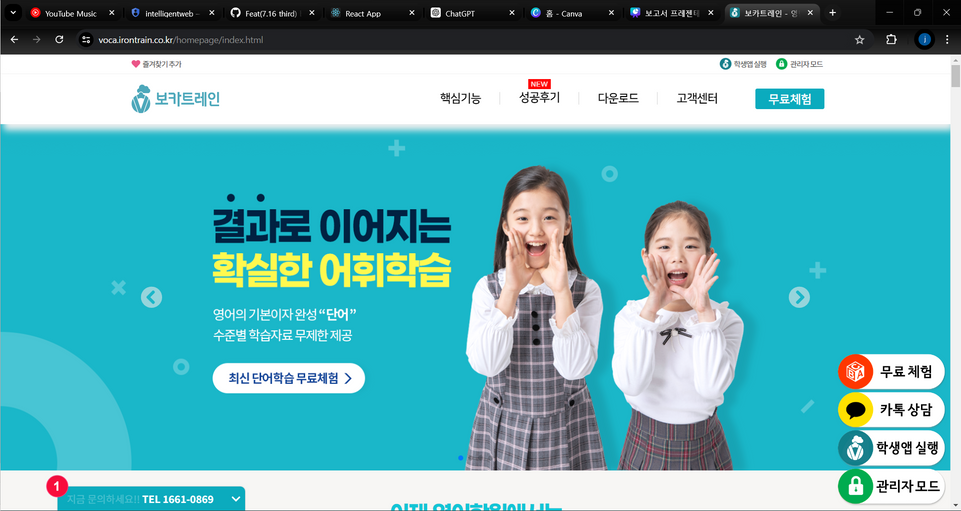 YouTube Music
intelligentweb –
Feat(7.16 third)
React App
ChatGPT
홈 - Canva
보고서 프레젠테
보카트레인 - 영
voca.irontrain.co.kr/homepage/index.html
즐겨찾기 추가
학생앱 실행
관리자 모드
보카트레인
핵심기능
NEW
성공후기
다운로드
고객센터
무료체험
결과로 이어지는
확실한 어휘학습
영어의 기본이자 완성 “단어”
수준별 학습자료 무제한 제공
최신 단어학습 무료체험
무료 체험
카톡 상담
학생앱 실행
관리자 모드
1
지금 문의하세요!! TEL 1661-0869